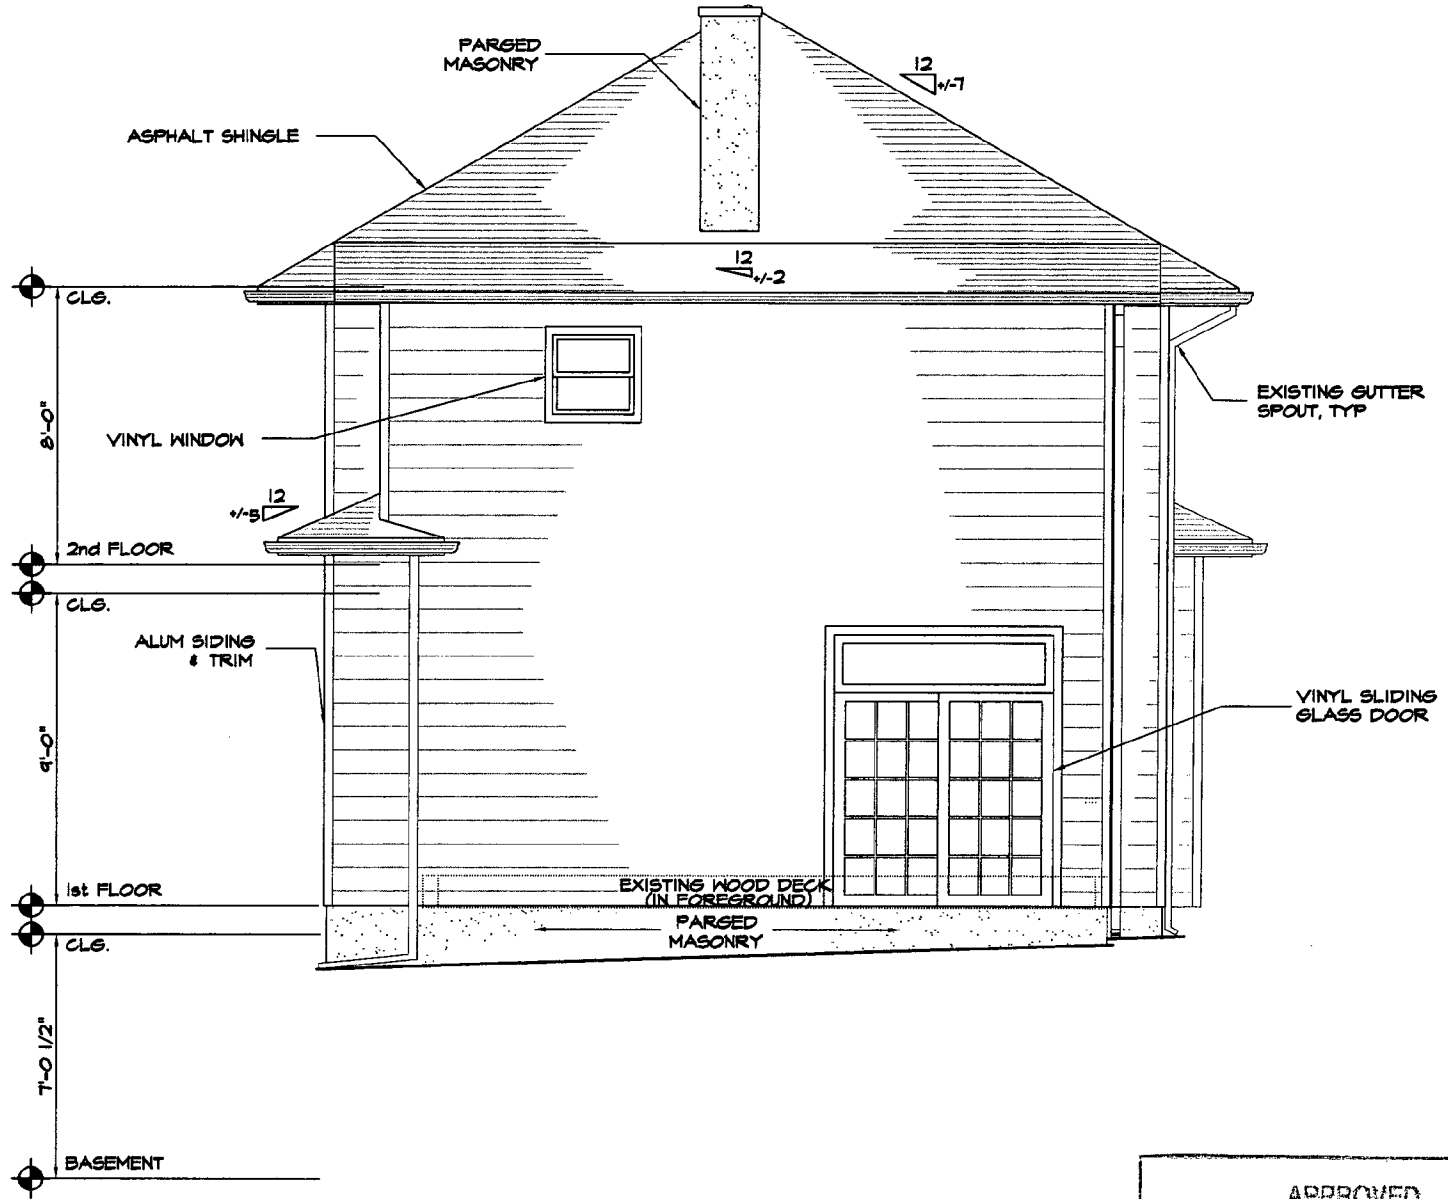 PARGED
MASONRY
12
+/-7
ASPHALT SHINGLE
12
+/-2
CLG.
8'-0"
EXISTING GUTTER
SPOUT, TYP
VINYL WINDOW
12
+/-5
2nd FLOOR
CLG.
ALUM SIDING
& TRIM
VINYL SLIDING
GLASS DOOR
9'-0"
1st FLOOR
EXISTING WOOD DECK
(IN FOREGROUND)
PARGED
MASONRY
CLG.
7'-0 1/2"
BASEMENT
APPROVED